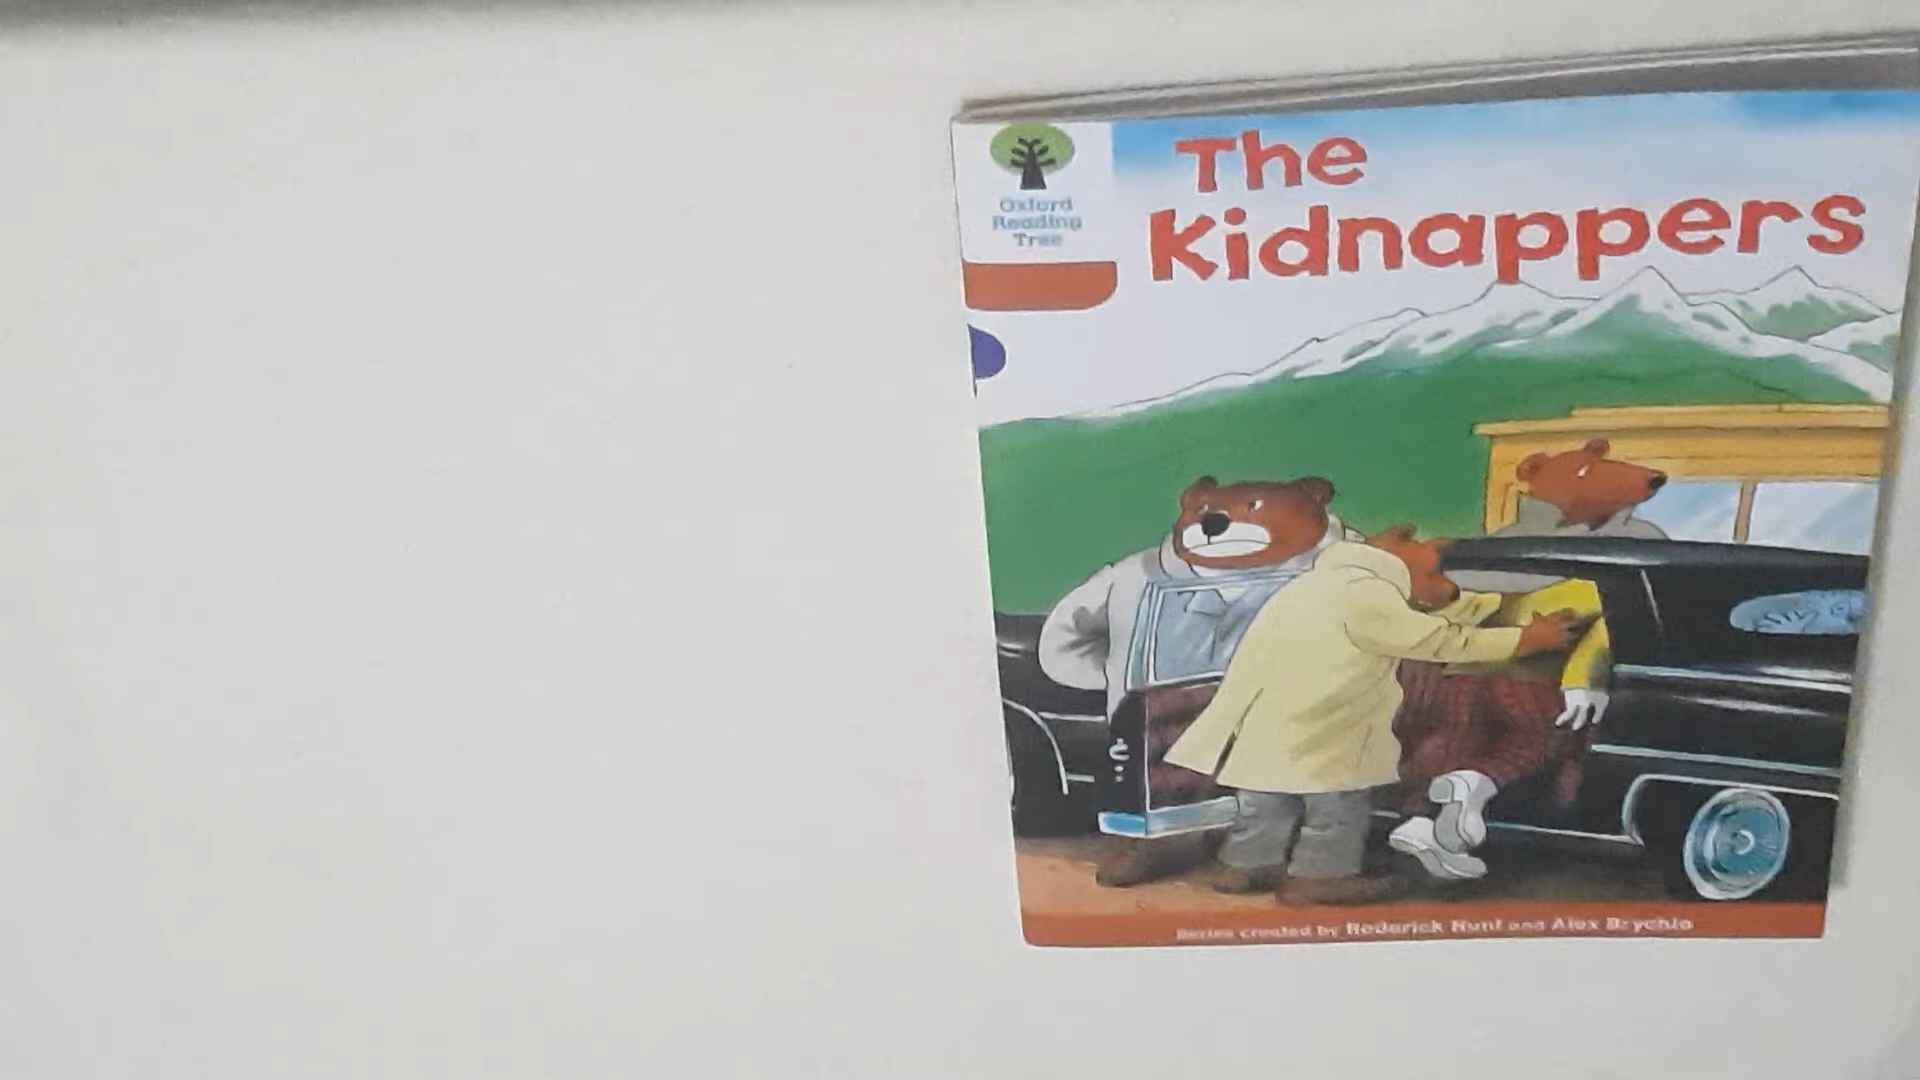 The
Kidnappers
Oxford
Reading
Tree
Series created by Roderick Hunt and Alex Brychta